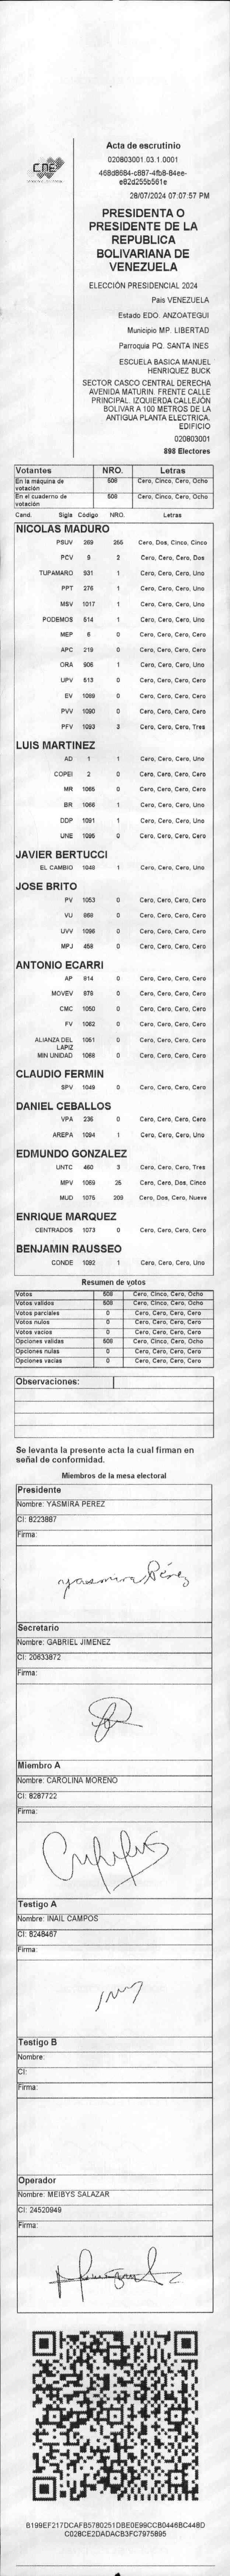 CNE
Acta de escrutinio
020803001.03.1.0001
468d8684-c887-4fb8-84ee-
e82d255b561e
28/07/2024 07:07:57 PM
PRESIDENTA O
PRESIDENTE DE LA
REPUBLICA
BOLIVARIANA DE
VENEZUELA
ELECCIÓN PRESIDENCIAL 2024
Pais VENEZUELA
Estado EDO. ANZOATEGUI
Municipio MP. LIBERTAD
Parroquia PQ. SANTA INES
ESCUELA BASICA MANUEL
HENRIQUEZ BUCK
SECTOR CASCO CENTRAL DERECHA
AVENIDA MATURIN. FRENTE CALLE
PRINCIPAL. IZQUIERDA CALLEJÓN
BOLIVAR A 100 METROS DE LA
ANTIGUA PLANTA ELECTRICA.
EDIFICIO
020803001
898 Electores
Votantes NRO. Letras
En la máquina de votación 508 Cero, Cinco, Cero, Ocho
En el cuaderno de votación 508 Cero, Cinco, Cero, Ocho
Cand. Sigla Código NRO. Letras
NICOLAS MADURO
PSUV 269 255 Cero, Dos, Cinco, Cinco
PCV 9 2 Cero, Cero, Cero, Dos
TUPAMARO 931 1 Cero, Cero, Cero, Uno
PPT 276 1 Cero, Cero, Cero, Uno
MSV 1017 1 Cero, Cero, Cero, Uno
PODEMOS 514 1 Cero, Cero, Cero, Uno
MEP 6 0 Cero, Cero, Cero, Cero
APC 219 0 Cero, Cero, Cero, Cero
ORA 906 1 Cero, Cero, Cero, Uno
UPV 513 0 Cero, Cero, Cero, Cero
EV 1089 0 Cero, Cero, Cero, Cero
PVV 1090 0 Cero, Cero, Cero, Cero
PFV 1093 3 Cero, Cero, Cero, Tres
LUIS MARTINEZ
AD 1 1 Cero, Cero, Cero, Uno
COPEI 2 0 Cero, Cero, Cero, Cero
MR 1065 0 Cero, Cero, Cero, Cero
BR 1066 1 Cero, Cero, Cero, Uno
DDP 1091 1 Cero, Cero, Cero, Uno
UNE 1095 0 Cero, Cero, Cero, Cero
JAVIER BERTUCCI
EL CAMBIO 1048 1 Cero, Cero, Cero, Uno
JOSE BRITO
PV 1053 0 Cero, Cero, Cero, Cero
VU 868 0 Cero, Cero, Cero, Cero
UVV 1096 0 Cero, Cero, Cero, Cero
MPJ 458 0 Cero, Cero, Cero, Cero
ANTONIO ECARRI
AP 814 0 Cero, Cero, Cero, Cero
MOVEV 979 0 Cero, Cero, Cero, Cero
CMC 1050 0 Cero, Cero, Cero, Cero
FV 1062 0 Cero, Cero, Cero, Cero
ALIANZA DEL LAPIZ 1061 0 Cero, Cero, Cero, Cero
MIN UNIDAD 1068 0 Cero, Cero, Cero, Cero
CLAUDIO FERMIN
SPV 1049 0 Cero, Cero, Cero, Cero
DANIEL CEBALLOS
VPA 236 0 Cero, Cero, Cero, Cero
AREPA 1094 1 Cero, Cero, Cero, Uno
EDMUNDO GONZALEZ
UNTC 460 3 Cero, Cero, Cero, Tres
MPV 1069 25 Cero, Cero, Dos, Cinco
MUD 1075 209 Cero, Dos, Cero, Nueve
ENRIQUE MARQUEZ
CENTRADOS 1073 0 Cero, Cero, Cero, Cero
BENJAMIN RAUSSEO
CONDE 1092 1 Cero, Cero, Cero, Uno
Resumen de votos
Votos 508 Cero, Cinco, Cero, Ocho
Votos validos 508 Cero, Cinco, Cero, Ocho
Votos parciales 0 Cero, Cero, Cero, Cero
Votos nulos 0 Cero, Cero, Cero, Cero
Votos vacios 0 Cero, Cero, Cero, Cero
Opciones validas 508 Cero, Cinco, Cero, Ocho
Opciones nulas 0 Cero, Cero, Cero, Cero
Opciones vacias 0 Cero, Cero, Cero, Cero
Observaciones:
Se levanta la presente acta la cual firman en
señal de conformidad.
Miembros de la mesa electoral
Presidente
Nombre: YASMIRA PEREZ
CI: 8223887
Firma:
yasmira Pérez
Secretario
Nombre: GABRIEL JIMENEZ
CI: 20633872
Firma:
Miembro A
Nombre: CAROLINA MORENO
CI: 8287722
Firma:
Testigo A
Nombre: INAIL CAMPOS
CI: 8248467
Firma:
Testigo B
Nombre:
CI:
Firma:
Operador
Nombre: MEIBYS SALAZAR
CI: 24520949
Firma:
B199EF217DCAFB5780251DBE0E99CCB0446BC448D
C028CE2DADACB3FC7975895